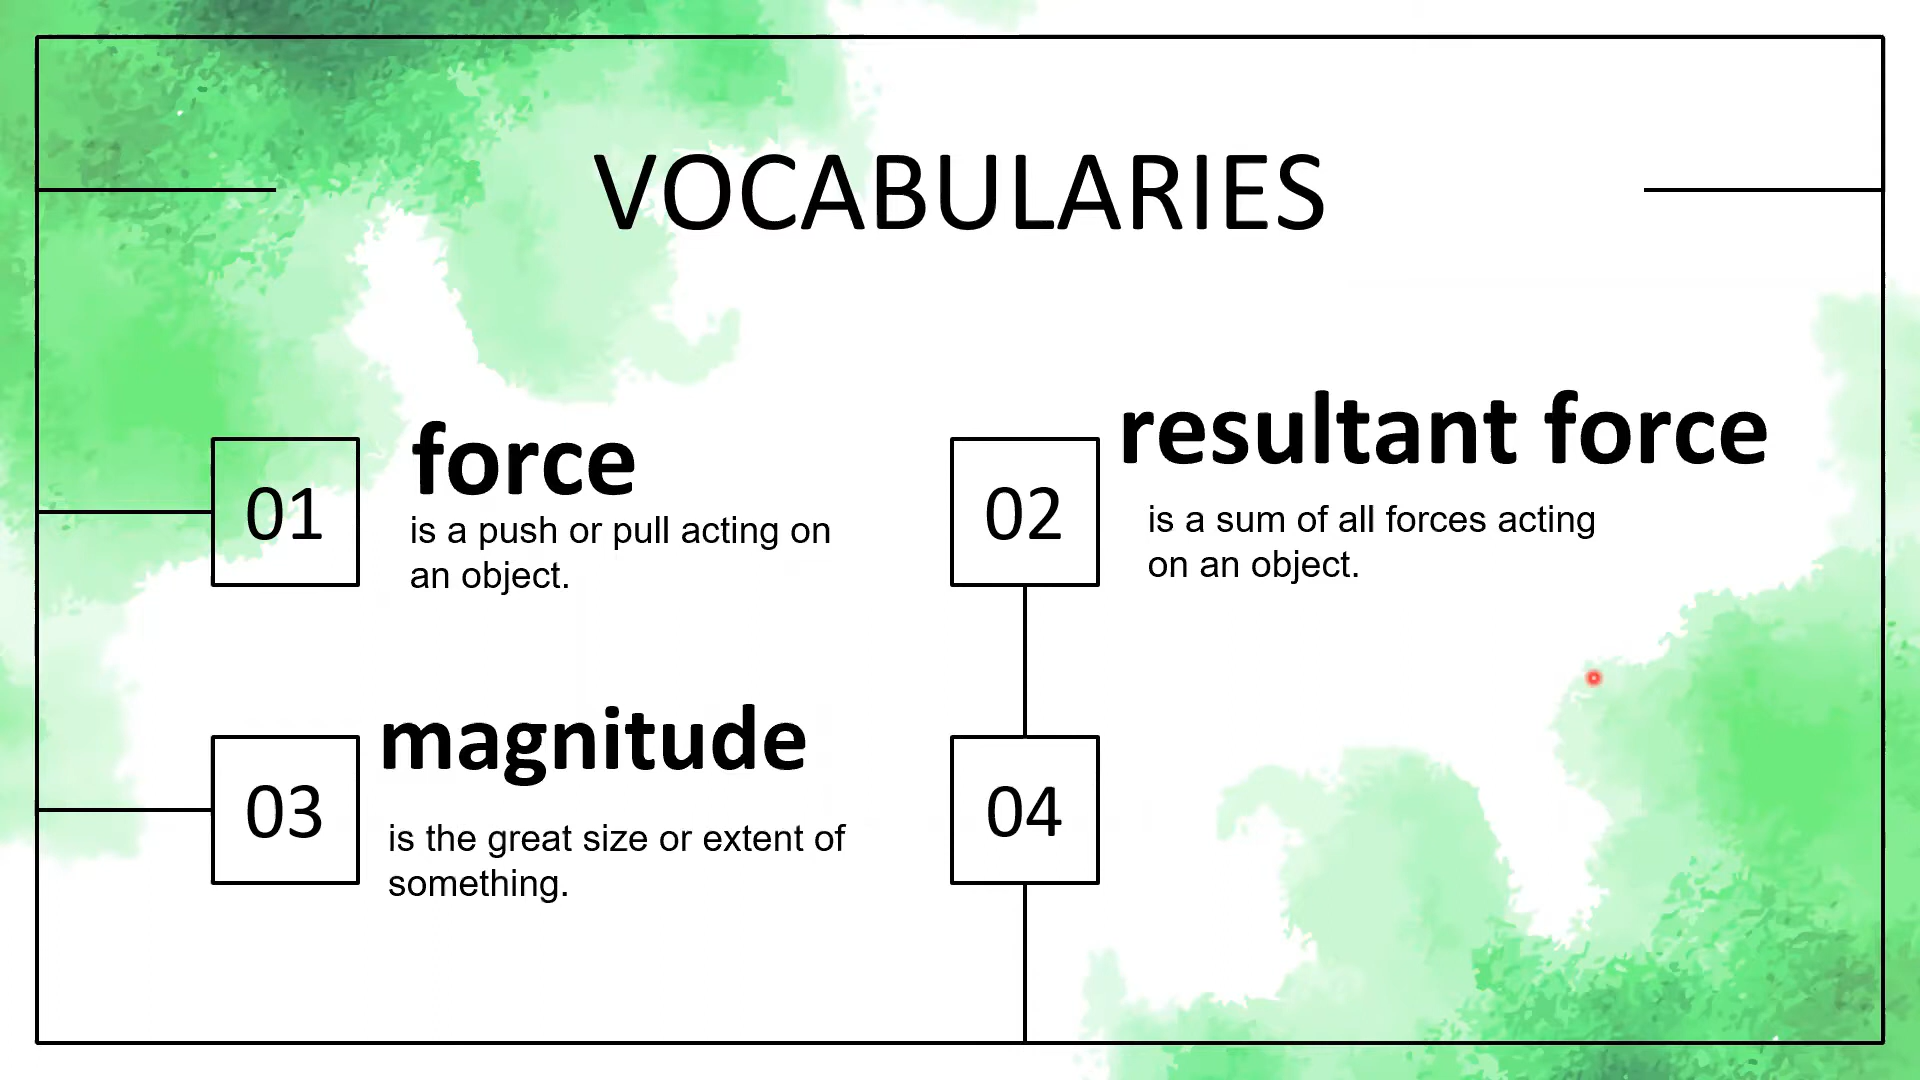 VOCABULARIES
01
force
is a push or pull acting on
an object.
02
resultant force
is a sum of all forces acting
on an object.
03
magnitude
is the great size or extent of
something.
04